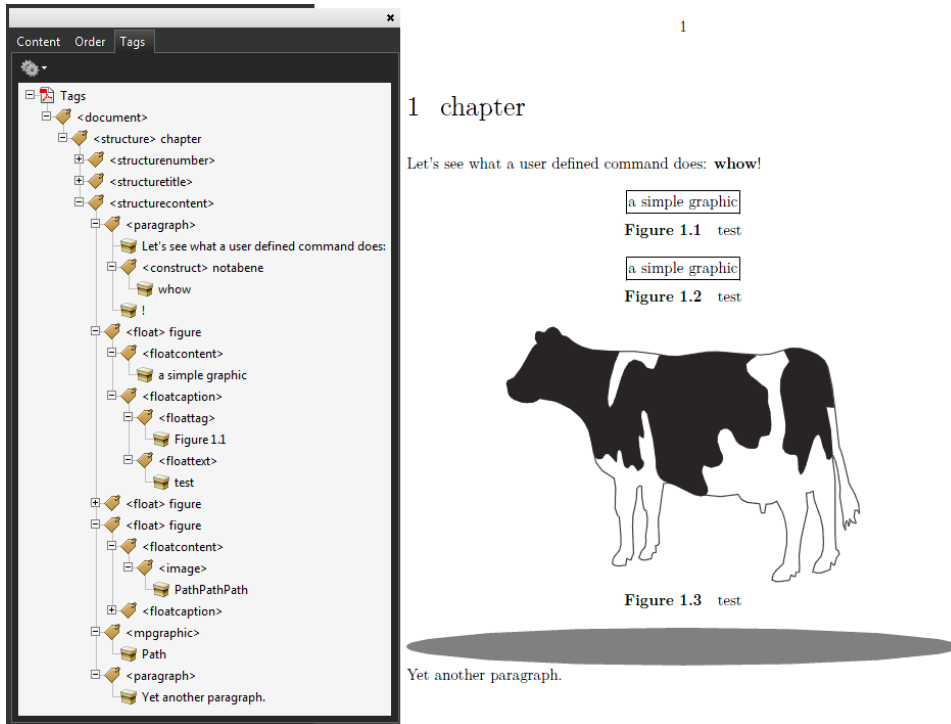 Content Order Tags
Tags
<document>
<structure> chapter
<structurenumber>
<structuretitle>
<structurecontent>
<paragraph>
Let's see what a user defined command does:
<construct> notabene
whow
!
<float> figure
<floatcontent>
a simple graphic
<floatcaption>
<floattag>
Figure 1.1
<floattext>
test
<float> figure
<float> figure
<floatcontent>
<image>
PathPathPath
<floatcaption>
<mpgraphic>
Path
<paragraph>
Yet another paragraph.
1
1 chapter
Let's see what a user defined command does: whow!
a simple graphic
Figure 1.1 test
a simple graphic
Figure 1.2 test
Figure 1.3 test
Yet another paragraph.